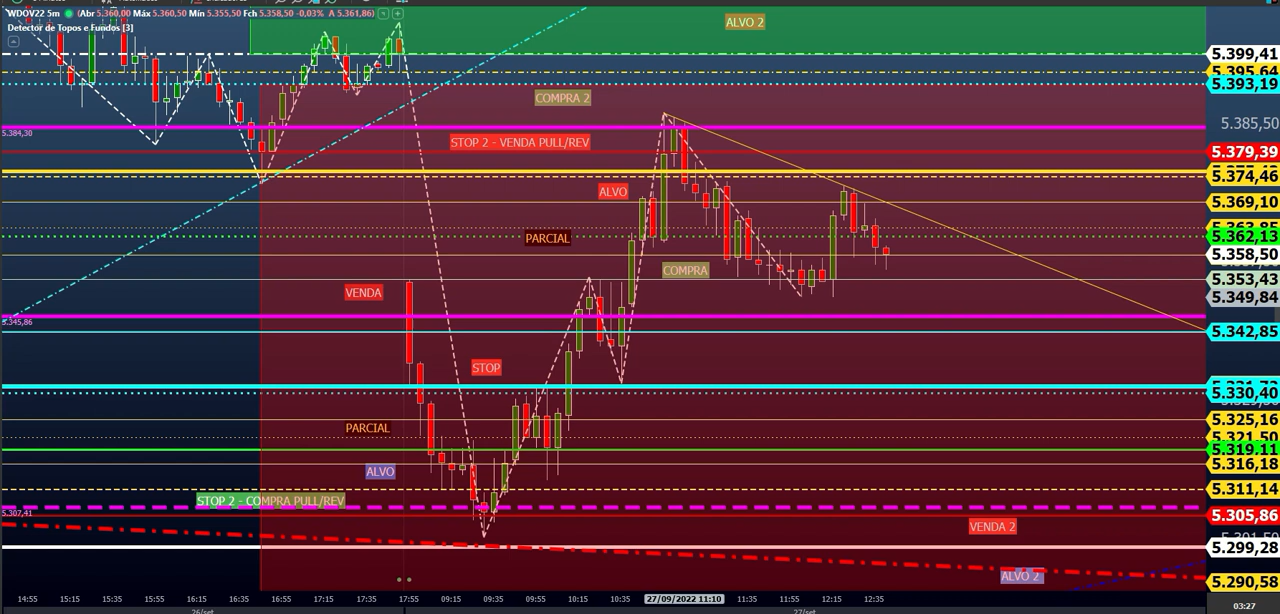 WDOV22 5m (Abr 5.360,00 Máx 5.360,50 Mín 5.355,50 Fch 5.358,50 -0,03% A 5.361,86)
Detector de Topos e Fundos [3]
ALVO 2
5.399,41
5.395,64
5.393,19
COMPRA 2
5.385,50
5.384,30
STOP 2 - VENDA PULL/REV
5.379,39
5.374,46
ALVO
5.369,10
PARCIAL
5.362,13
5.358,50
COMPRA
5.353,43
VENDA
5.349,84
5.345,86
5.342,85
STOP
5.330,40
5.325,16
PARCIAL
5.321,50
5.319,11
5.316,18
ALVO
5.311,14
STOP 2 - COMPRA PULL/REV
5.307,41
5.305,86
VENDA 2
5.299,28
ALVO 2
5.290,58
14:55 15:15 15:35 15:55 16:15 16:35 16:55 17:15 17:35 17:55 09:15 09:35 09:55 10:15 10:35 27/09/2022 11:10 11:35 11:55 12:15 12:35
03:27
26/set 27/set